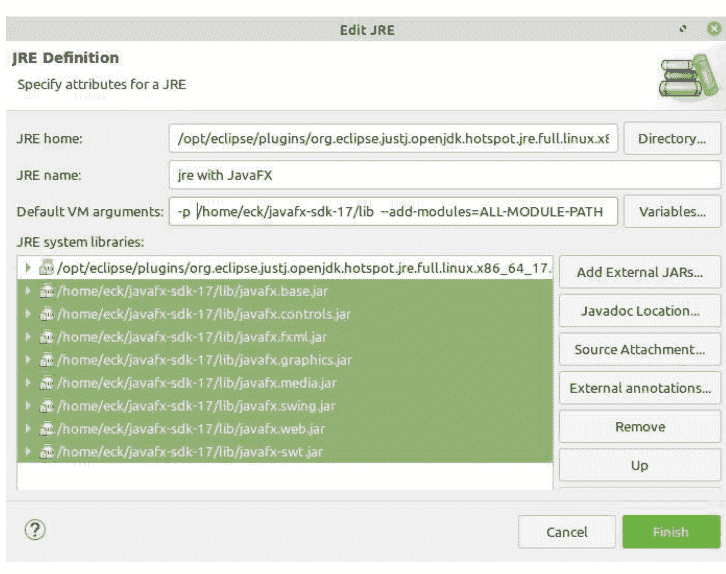 Edit JRE
JRE Definition
Specify attributes for a JRE
JRE home: /opt/eclipse/plugins/org.eclipse.justj.openjdk.hotspot.jre.full.linux.x8 Directory...
JRE name: jre with JavaFX
Default VM arguments: -p /home/eck/javafx-sdk-17/lib --add-modules=ALL-MODULE-PATH Variables...
JRE system libraries:
/opt/eclipse/plugins/org.eclipse.justj.openjdk.hotspot.jre.full.linux.x86_64_17. Add External JARs...
/home/eck/javafx-sdk-17/lib/javafx.base.jar
/home/eck/javafx-sdk-17/lib/javafx.controls.jar Javadoc Location...
/home/eck/javafx-sdk-17/lib/javafx.fxml.jar
/home/eck/javafx-sdk-17/lib/javafx.graphics.jar Source Attachment...
/home/eck/javafx-sdk-17/lib/javafx.media.jar External annotations...
/home/eck/javafx-sdk-17/lib/javafx.swing.jar
/home/eck/javafx-sdk-17/lib/javafx.web.jar Remove
/home/eck/javafx-sdk-17/lib/javafx-swt.jar
Up
? Cancel Finish